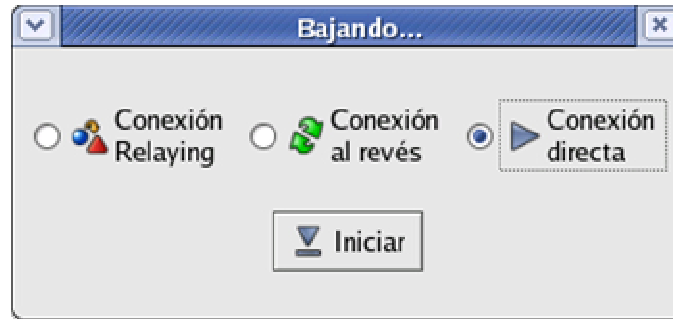 Bajando...
Conexión
Relaying
Conexión
al revés
Conexión
directa
Iniciar